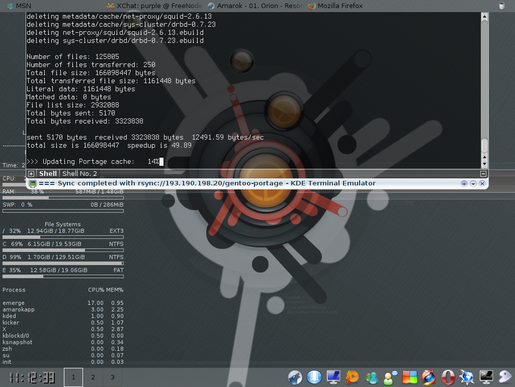 MSN
XChat: purple @ FreeNode
Amarok - 01. Orion - Reso
Mozilla Firefox
deleting metadata/cache/net-proxy/squid-2.6.13
deleting metadata/cache/sys-cluster/drbd-0.7.23
deleting net-proxy/squid/squid-2.6.13.ebuild
deleting sys-cluster/drbd/drbd-0.7.23.ebuild
Number of files: 125805
Number of files transferred: 250
Total file size: 166098447 bytes
Total transferred file size: 1161448 bytes
Literal data: 1161448 bytes
Matched data: 0 bytes
File list size: 2932088
Total bytes sent: 5170
Total bytes received: 3323838
sent 5170 bytes received 3323838 bytes 12491.59 bytes/sec
total size is 166098447 speedup is 49.89
>>> Updating Portage cache: 14%
Shell Shell No. 2
=== Sync completed with rsync://193.190.198.20/gentoo-portage - KDE Terminal Emulator
Time: 2
CPU:
RAM: 587MiB / 1.48GiB
SWP: 0 % 0B / 286MiB
File Systems
/ 32% 12.94GiB / 18.77GiB EXT3
C 69% 6.15GiB / 19.53GiB NTFS
D 99% 1.70GiB / 129.51GiB NTFS
E 35% 12.58GiB / 19.06GiB FAT
Process CPU% MEM%
emerge 17.00 0.95
amarokapp 3.00 2.25
kded 1.00 0.90
kicker 0.50 1.07
X 0.50 2.87
kblockd/0 0.50 0.00
ksnapshot 0.00 0.34
zsh 0.00 0.18
su 0.00 0.07
init 0.00 0.03
11:12:33 1 2 3